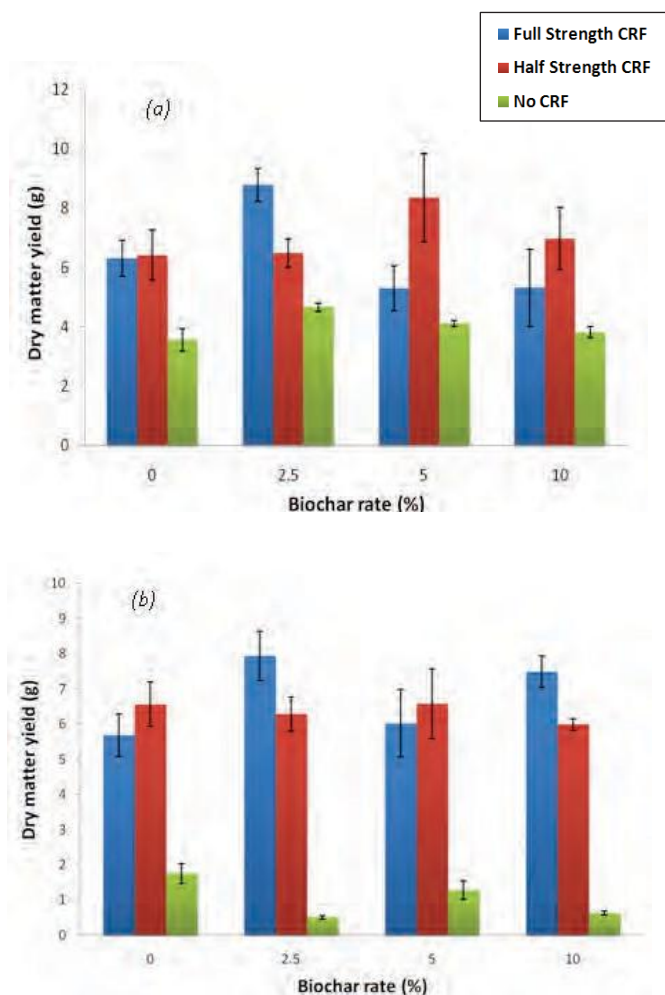 Full Strength CRF
Half Strength CRF
No CRF
(a)
Dry matter yield (g)
12
10
8
6
4
2
0
0 2.5 5 10
Biochar rate (%)
(b)
Dry matter yield (g)
10
9
8
7
6
5
4
3
2
1
0
0 2.5 5 10
Biochar rate (%)